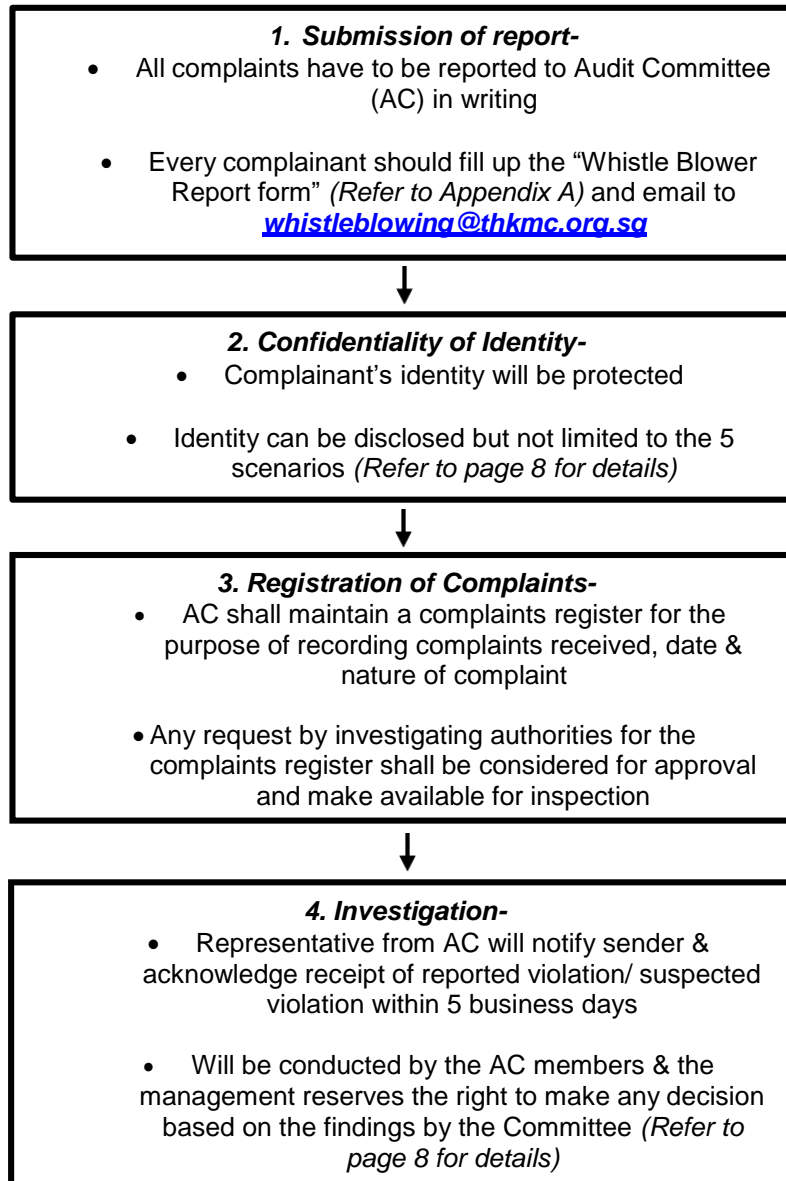 1. Submission of report-
• All complaints have to be reported to Audit Committee
(AC) in writing
• Every complainant should fill up the “Whistle Blower
Report form” (Refer to Appendix A) and email to
whistleblowing@thkmc.org.sg
2. Confidentiality of Identity-
• Complainant’s identity will be protected
• Identity can be disclosed but not limited to the 5
scenarios (Refer to page 8 for details)
3. Registration of Complaints-
• AC shall maintain a complaints register for the
purpose of recording complaints received, date &
nature of complaint
• Any request by investigating authorities for the
complaints register shall be considered for approval
and make available for inspection
4. Investigation-
• Representative from AC will notify sender &
acknowledge receipt of reported violation/ suspected
violation within 5 business days
• Will be conducted by the AC members & the
management reserves the right to make any decision
based on the findings by the Committee (Refer to
page 8 for details)